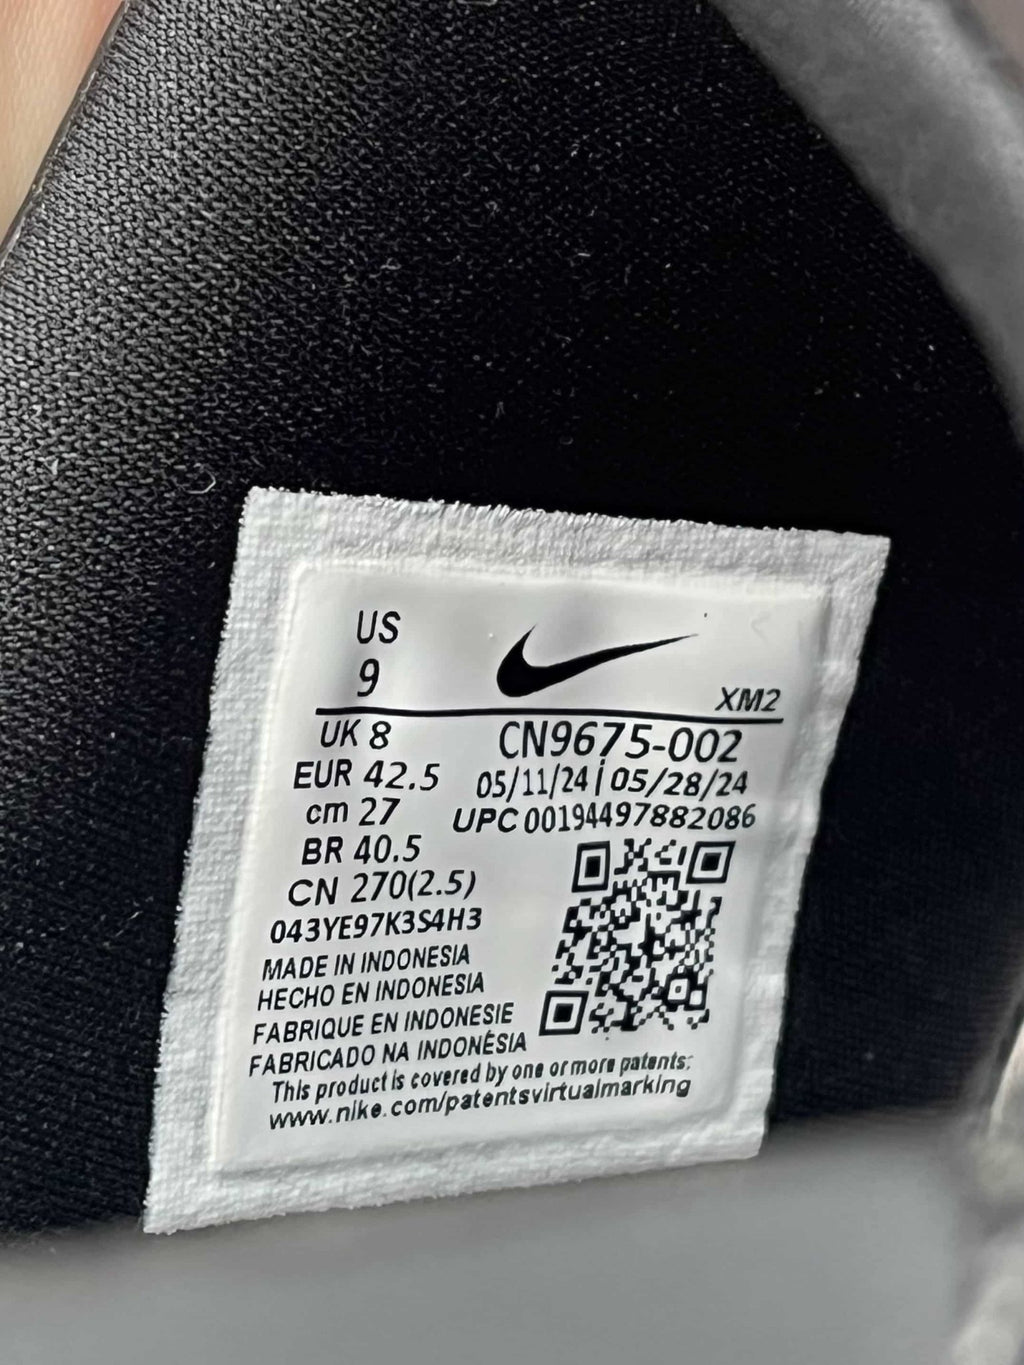 US
9
XM2
UK 8
CN9675-002
EUR 42.5
05/11/24 | 05/28/24
cm 27
UPC 00194497882086
BR 40.5
CN 270(2.5)
043YE97K3S4H3
MADE IN INDONESIA
HECHO EN INDONESIA
FABRIQUE EN INDONESIE
FABRICADO NA INDONÉSIA
This product is covered by one or more patents:
www.nike.com/patentsvirtualmarking